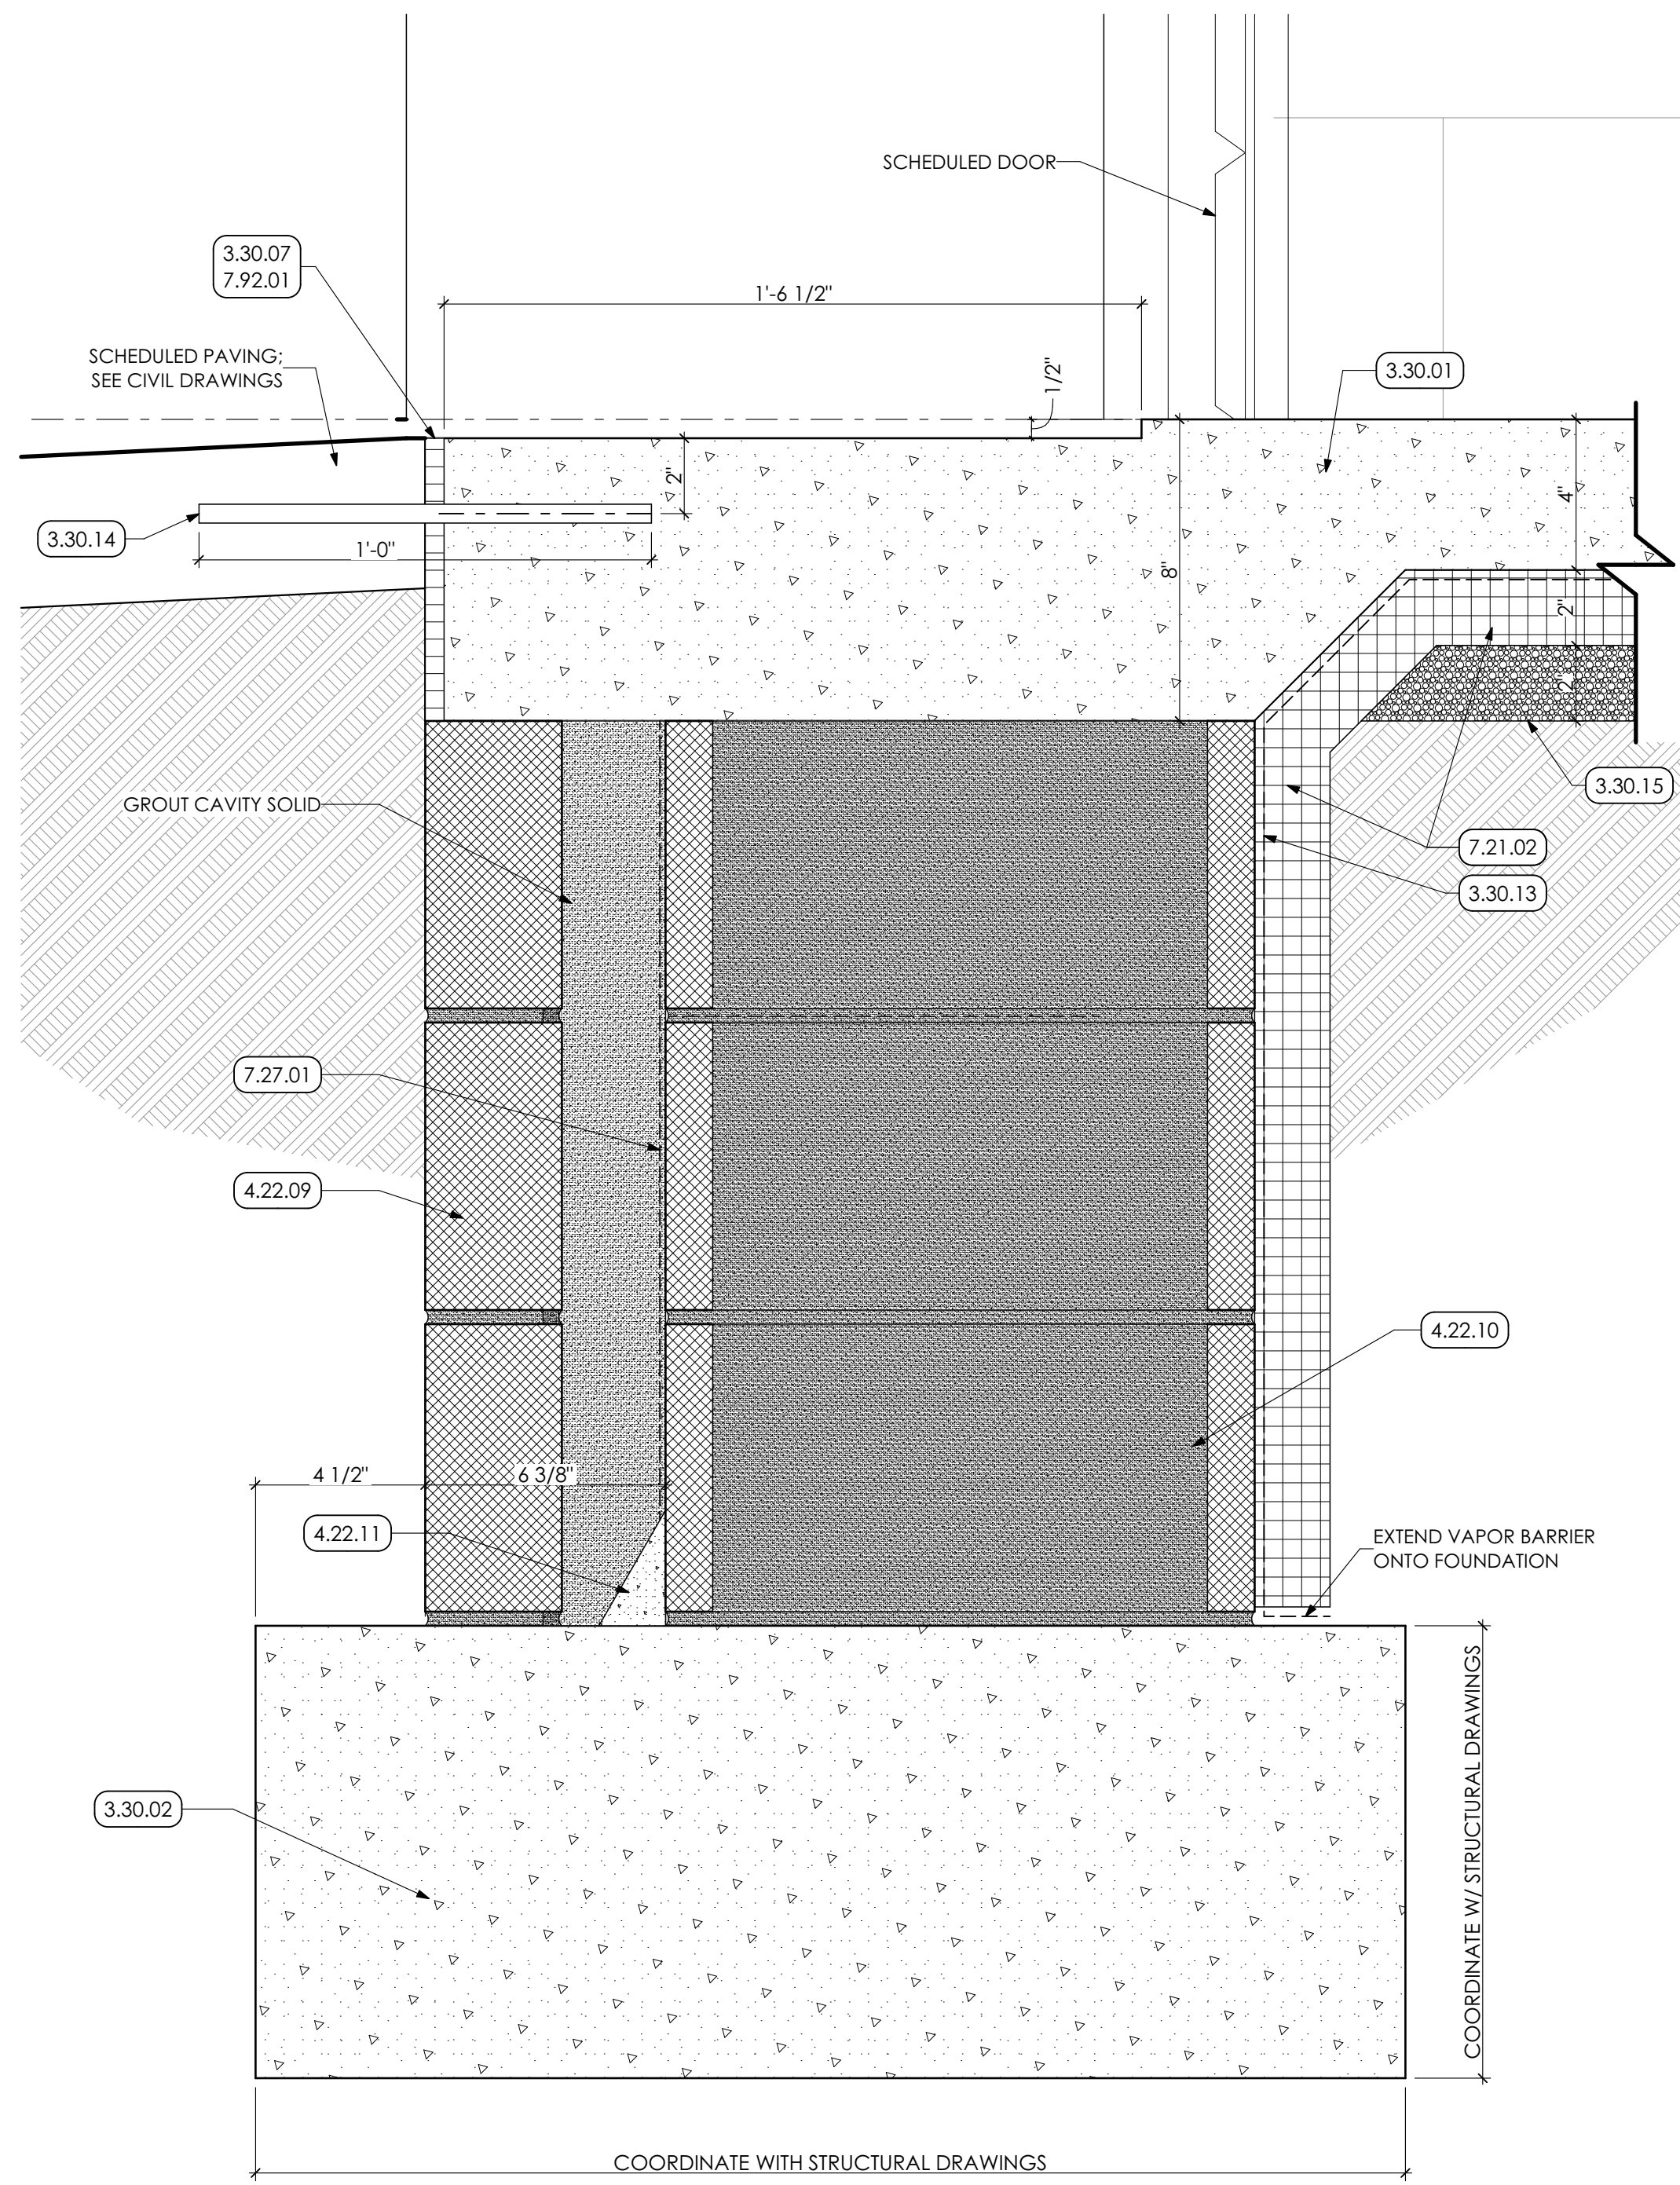 SCHEDULED DOOR
3.30.07
7.92.01
1'-6 1/2"
SCHEDULED PAVING;
SEE CIVIL DRAWINGS
1/2"
3.30.01
2"
4"
3.30.14
1'-0"
8"
2"
2"
3.30.15
GROUT CAVITY SOLID
7.21.02
3.30.13
7.27.01
4.22.09
4.22.10
4 1/2"
6 3/8"
4.22.11
EXTEND VAPOR BARRIER
ONTO FOUNDATION
3.30.02
COORDINATE W/ STRUCTURAL DRAWINGS
COORDINATE WITH STRUCTURAL DRAWINGS